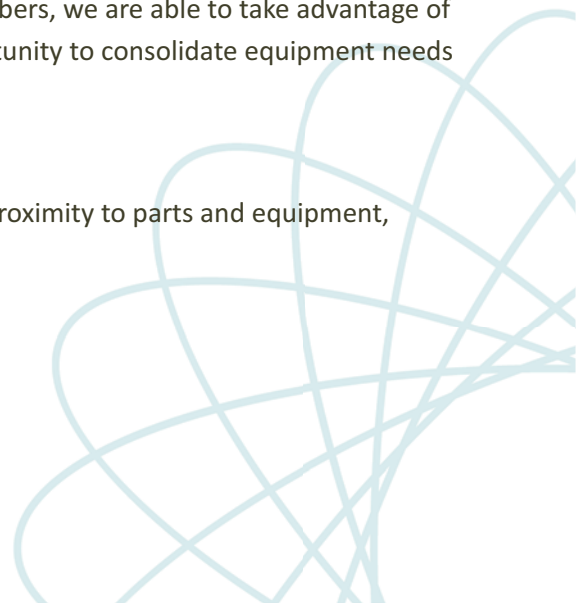 bers, we are able to take advantage of
tunity to consolidate equipment needs
roximity to parts and equipment,